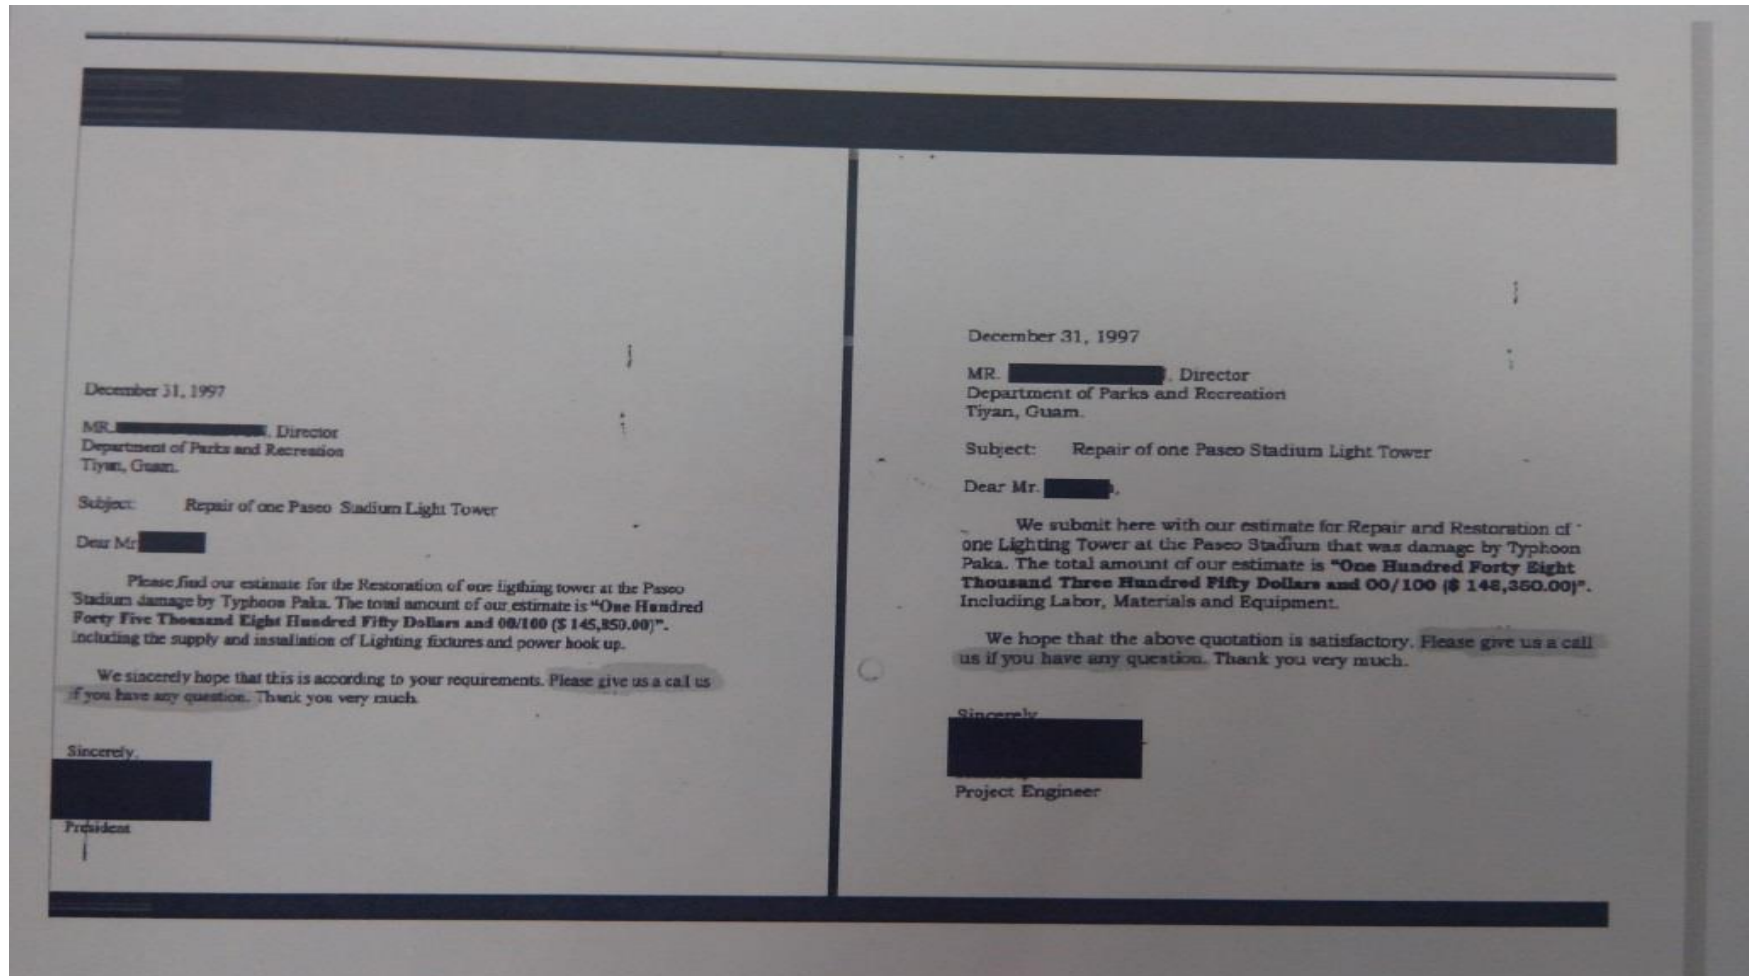 December 31, 1997
MR. , Director
Department of Parks and Recreation
Tiyan, Guam.
Subject: Repair of one Paseo Stadium Light Tower
Dear Mr
Please find our estimate for the Restoration of one ligthing tower at the Paseo
Stadium damage by Typhoon Paka. The total amount of our estimate is "One Hundred
Forty Five Thousand Eight Hundred Fifty Dollars and 00/100 ($ 145,850.00)".
Including the supply and installation of Lighting fixtures and power hook up.
We sincerely hope that this is according to your requirements. Please give us a call us
if you have any question. Thank you very much.
Sincerely,
President
December 31, 1997
MR. , Director
Department of Parks and Recreation
Tiyan, Guam.
Subject: Repair of one Paseo Stadium Light Tower
Dear Mr. ,
We submit here with our estimate for Repair and Restoration of
one Lighting Tower at the Paseo Stadium that was damage by Typhoon
Paka. The total amount of our estimate is "One Hundred Forty Eight
Thousand Three Hundred Fifty Dollars and 00/100 ($ 148,350.00)".
Including Labor, Materials and Equipment.
We hope that the above quotation is satisfactory. Please give us a call
us if you have any question. Thank you very much.
Sincerely
Project Engineer